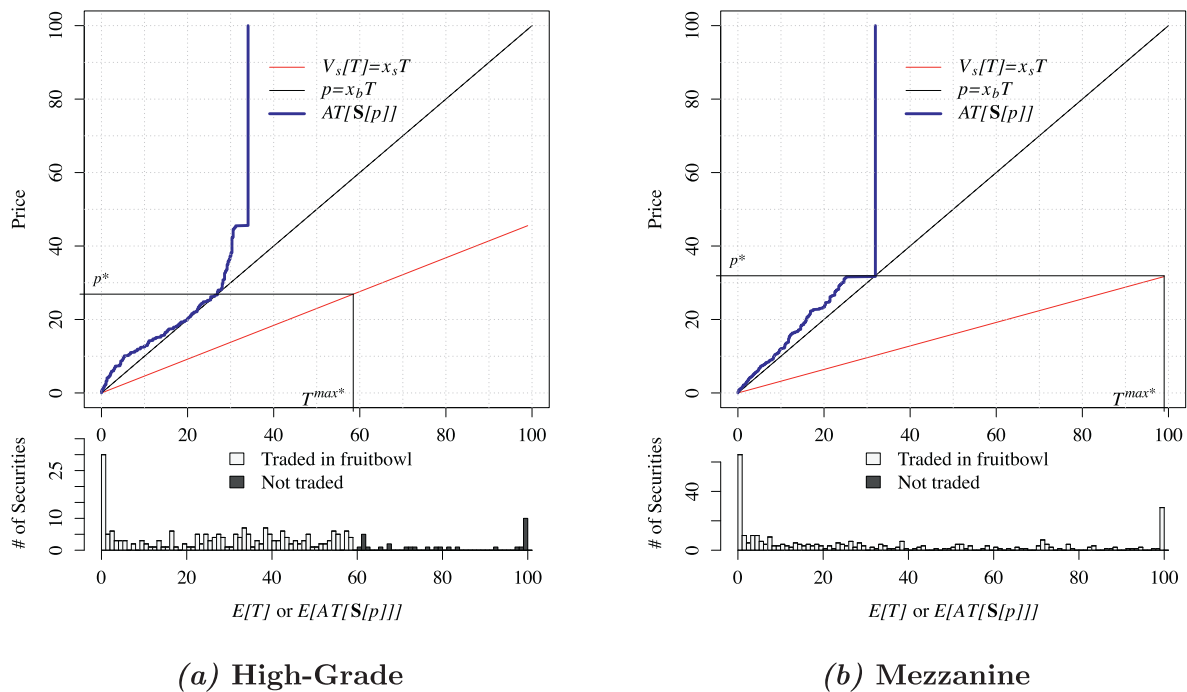 Price
0 20 40 60 80 100
V_s[T]=x_sT
p=x_bT
AT[S[p]]
p*
T^max*
0 20 40 60 80 100
# of Securities
0 10 25
Traded in fruitbowl
Not traded
0 20 40 60 80 100
E[T] or E[AT[S[p]]]
(a) High-Grade
Price
0 20 40 60 80 100
V_s[T]=x_sT
p=x_bT
AT[S[p]]
p*
T^max*
0 20 40 60 80 100
# of Securities
0 40
Traded in fruitbowl
Not traded
0 20 40 60 80 100
E[T] or E[AT[S[p]]]
(b) Mezzanine